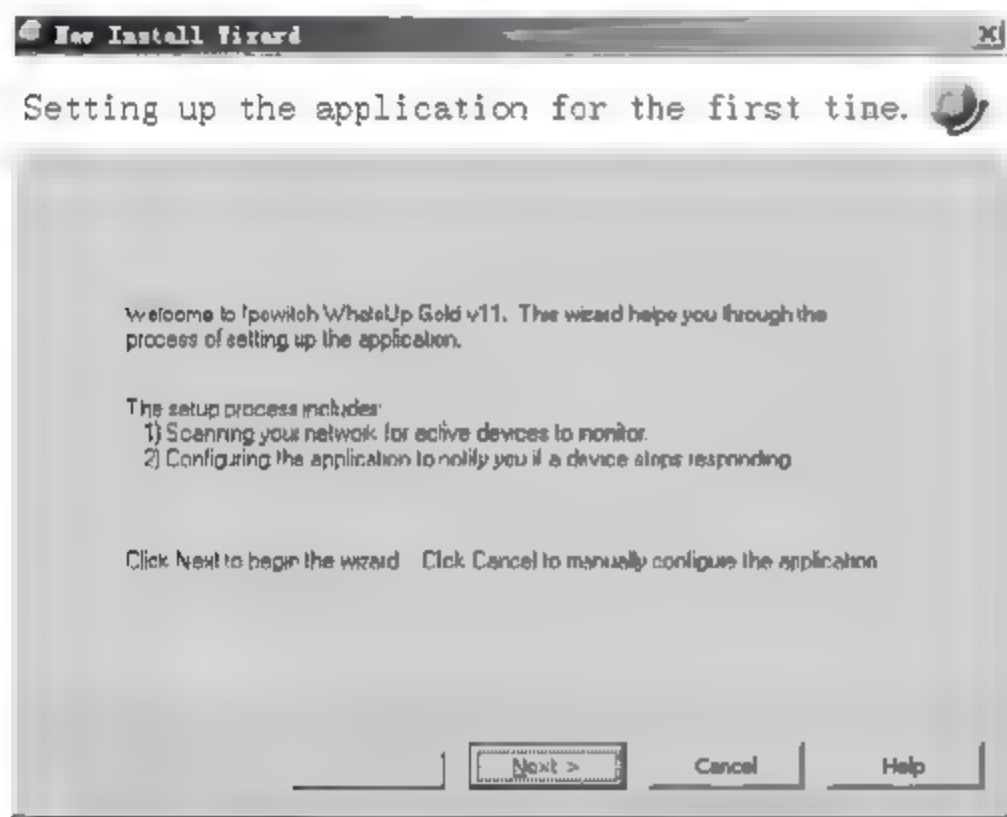 New Install Wizard
Setting up the application for the first time.
Welcome to Ipswitch WhatsUp Gold v11. This wizard helps you through the
process of setting up the application.
The setup process includes:
1) Scanning your network for active devices to monitor.
2) Configuring the application to notify you if a device stops responding
Click Next to begin the wizard Click Cancel to manually configure the application
Next >
Cancel
Help